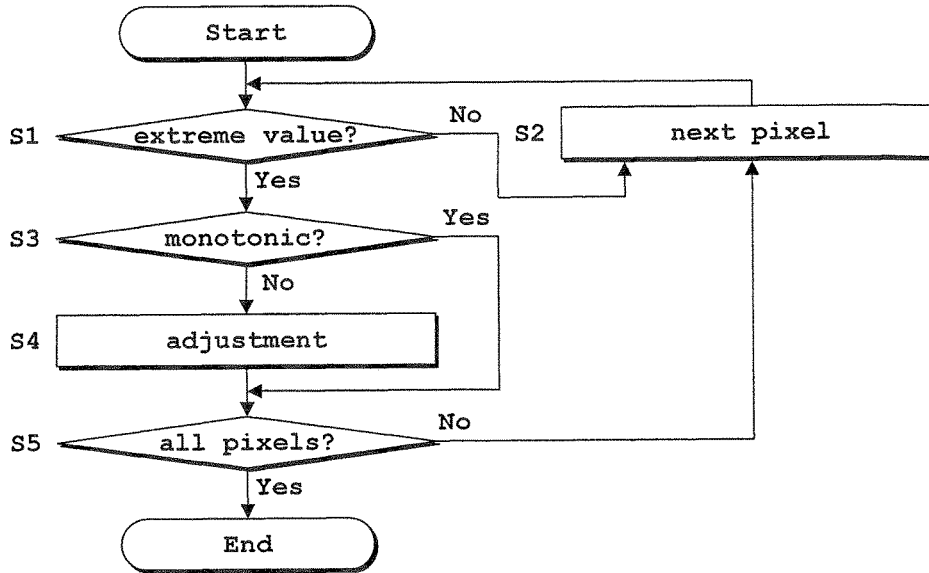 Start
S1
extreme value?
No
S2
next pixel
Yes
S3
monotonic?
Yes
No
S4
adjustment
S5
all pixels?
No
Yes
End